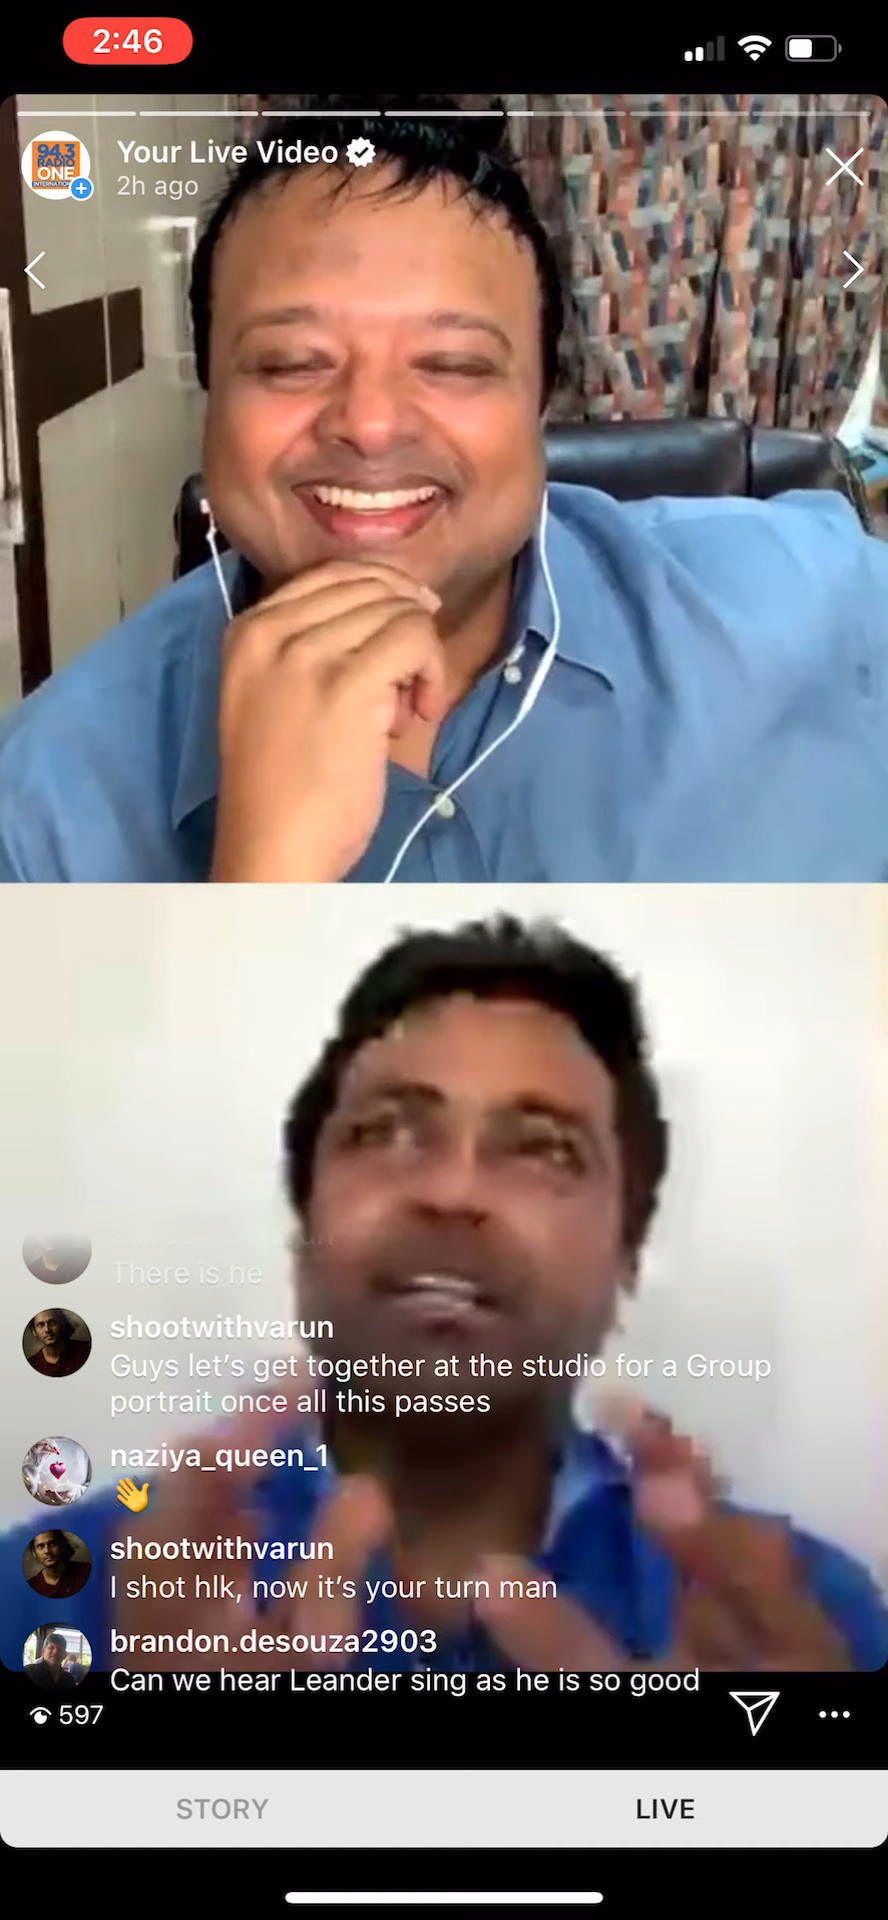 2:46
94.3
RADIO
ONE
INTERNATIONAL
Your Live Video
2h ago
There is he
shootwithvarun
Guys let's get together at the studio for a Group
portrait once all this passes
naziya_queen_1
👋
shootwithvarun
I shot hlk, now it's your turn man
brandon.desouza2903
Can we hear Leander sing as he is so good
597
STORY
LIVE